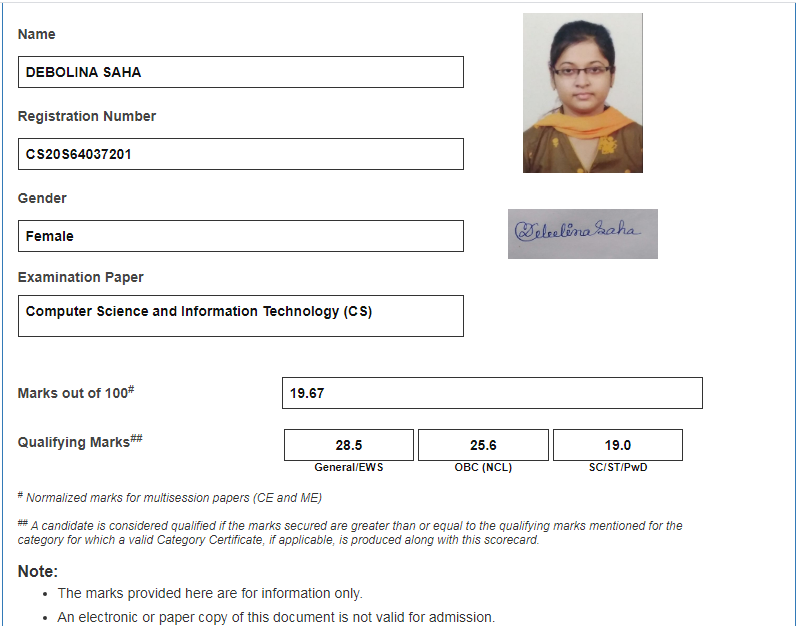 Name
DEBOLINA SAHA
Registration Number
CS20S64037201
Gender
Female
Debolina Saha
Examination Paper
Computer Science and Information Technology (CS)
Marks out of 100#
19.67
Qualifying Marks##
28.5 25.6 19.0
General/EWS OBC (NCL) SC/ST/PwD
# Normalized marks for multisession papers (CE and ME)
## A candidate is considered qualified if the marks secured are greater than or equal to the qualifying marks mentioned for the
category for which a valid Category Certificate, if applicable, is produced along with this scorecard.
Note:
• The marks provided here are for information only.
• An electronic or paper copy of this document is not valid for admission.